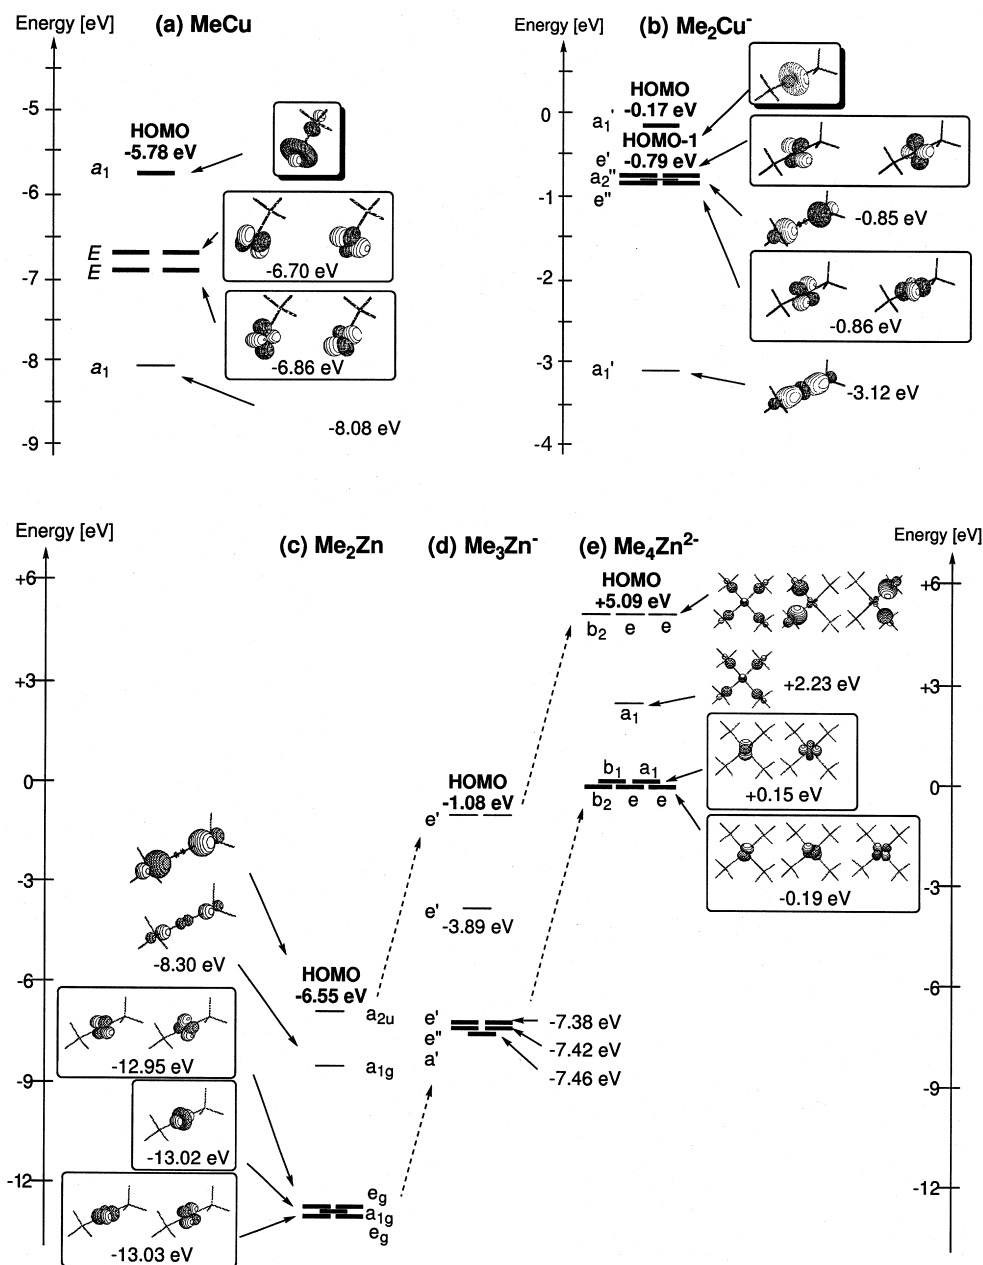 Energy [eV]
(a) MeCu
-5
HOMO
-5.78 eV
a₁
-6
E
E
-6.70 eV
-7
-6.86 eV
-8
a₁
-8.08 eV
-9
Energy [eV]
(b) Me₂Cu⁻
HOMO
-0.17 eV
0
a₁'
HOMO-1
-0.79 eV
e'
a₂"
e"
-1
-0.85 eV
-2
-0.86 eV
-3
a₁'
-3.12 eV
-4
Energy [eV]
(c) Me₂Zn
(d) Me₃Zn⁻
(e) Me₄Zn²⁻
Energy [eV]
HOMO
+5.09 eV
+6
+6
b₂ e e
+3
+2.23 eV
+3
a₁
HOMO
-1.08 eV
0
b₁ a₁
0
b₂ e e
+0.15 eV
e'
-3
-0.19 eV
-3
e'
-3.89 eV
-8.30 eV
-6
HOMO
-6.55 eV
-6
a₂ᵤ
e'
-7.38 eV
e"
-7.42 eV
a'
-7.46 eV
a₁g
-12.95 eV
-9
-9
-13.02 eV
-12
-12
eg
a₁g
eg
-13.03 eV